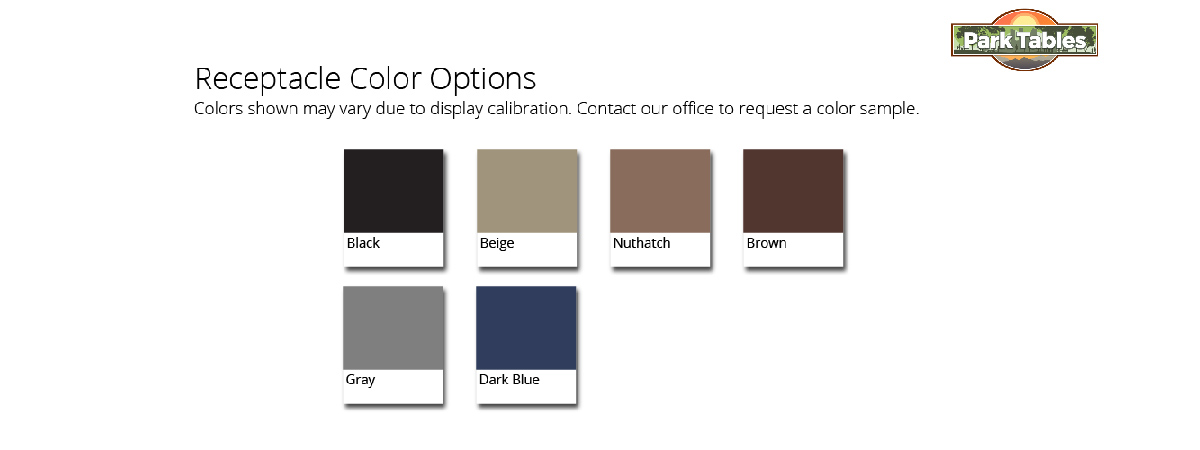 Park Tables
Receptacle Color Options
Colors shown may vary due to display calibration. Contact our office to request a color sample.
Black
Beige
Nuthatch
Brown
Gray
Dark Blue